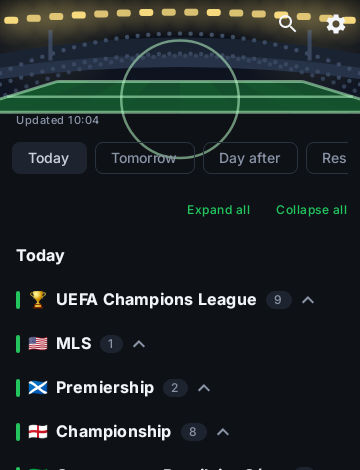 Updated 10:04
Today Tomorrow Day after Res
Expand all Collapse all
Today
UEFA Champions League 9
MLS 1
Premiership 2
Championship 8